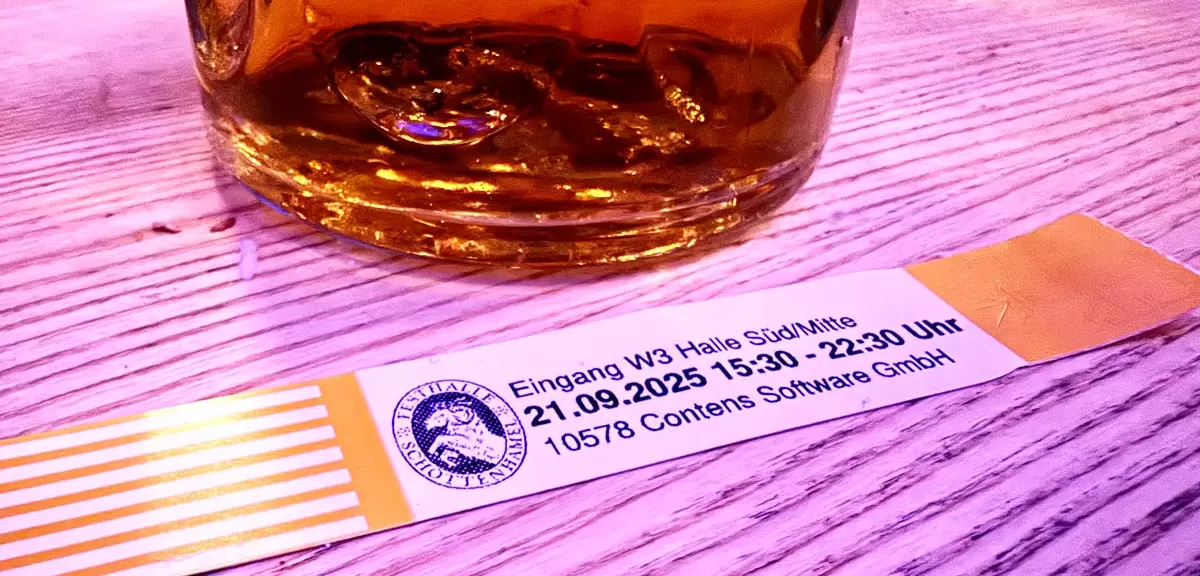 FESTHALLE
SCHOTTENHAMEL
Eingang W3 Halle Süd/Mitte
21.09.2025 15:30 - 22:30 Uhr
10578 Contens Software GmbH